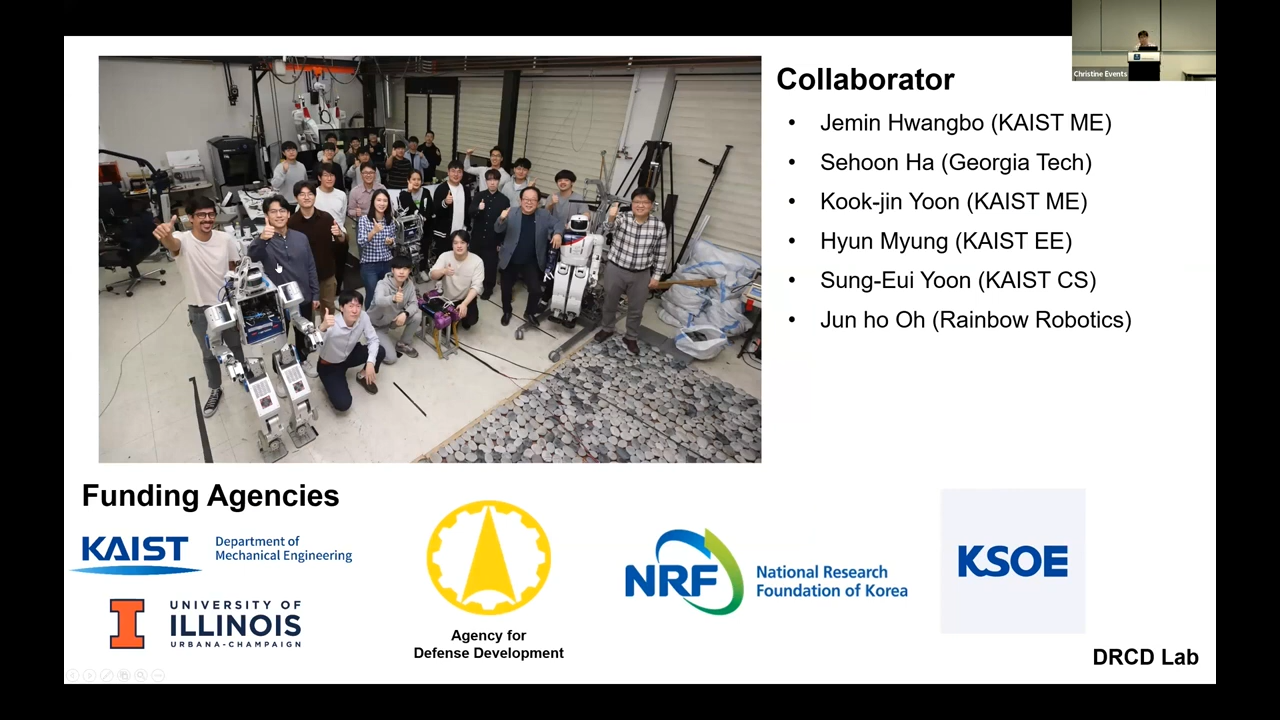 Christine Events
Collaborator
• Jemin Hwangbo (KAIST ME)
• Sehoon Ha (Georgia Tech)
• Kook-jin Yoon (KAIST ME)
• Hyun Myung (KAIST EE)
• Sung-Eui Yoon (KAIST CS)
• Jun ho Oh (Rainbow Robotics)
Funding Agencies
KAIST
Department of
Mechanical Engineering
UNIVERSITY OF
ILLINOIS
URBANA-CHAMPAIGN
Agency for
Defense Development
NRF
National Research
Foundation of Korea
KSOE
DRCD Lab